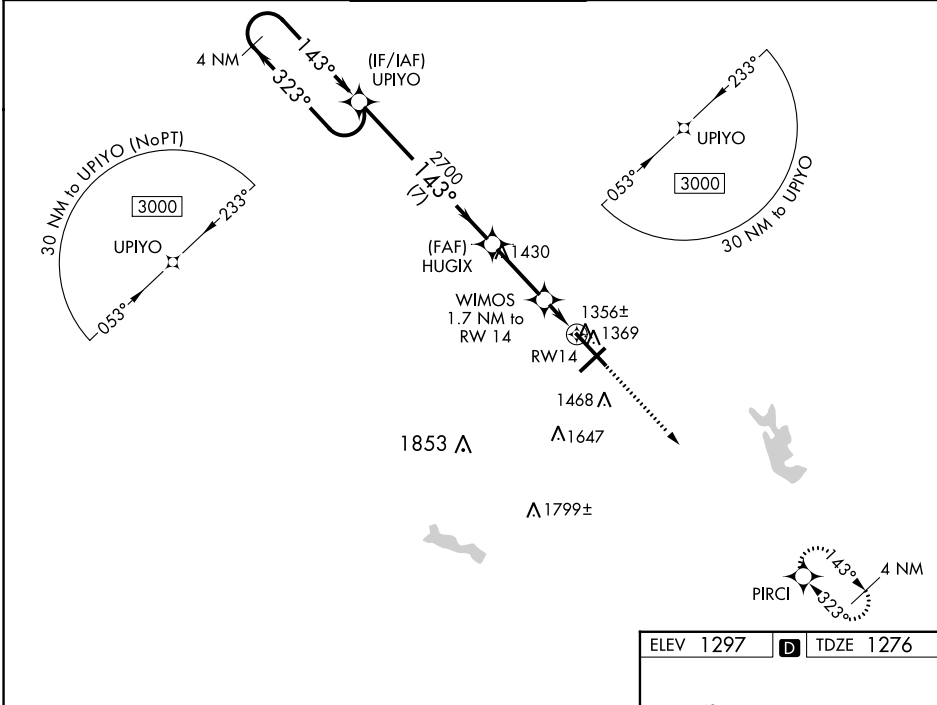 4 NM
143°
323°
(IF/IAF)
UPIYO
2700
143°
(7)
30 NM to UPIYO (NoPT)
3000
UPIYO
233°
053°
233°
UPIYO
3000
053°
30 NM to UPIYO
(FAF)
HUGIX
1430
WIMOS
1.7 NM to
RW 14
1356±
1369
RW14
1468
1647
1853
1799±
PIRCI
143°
323°
4 NM
ELEV 1297 D TDZE 1276